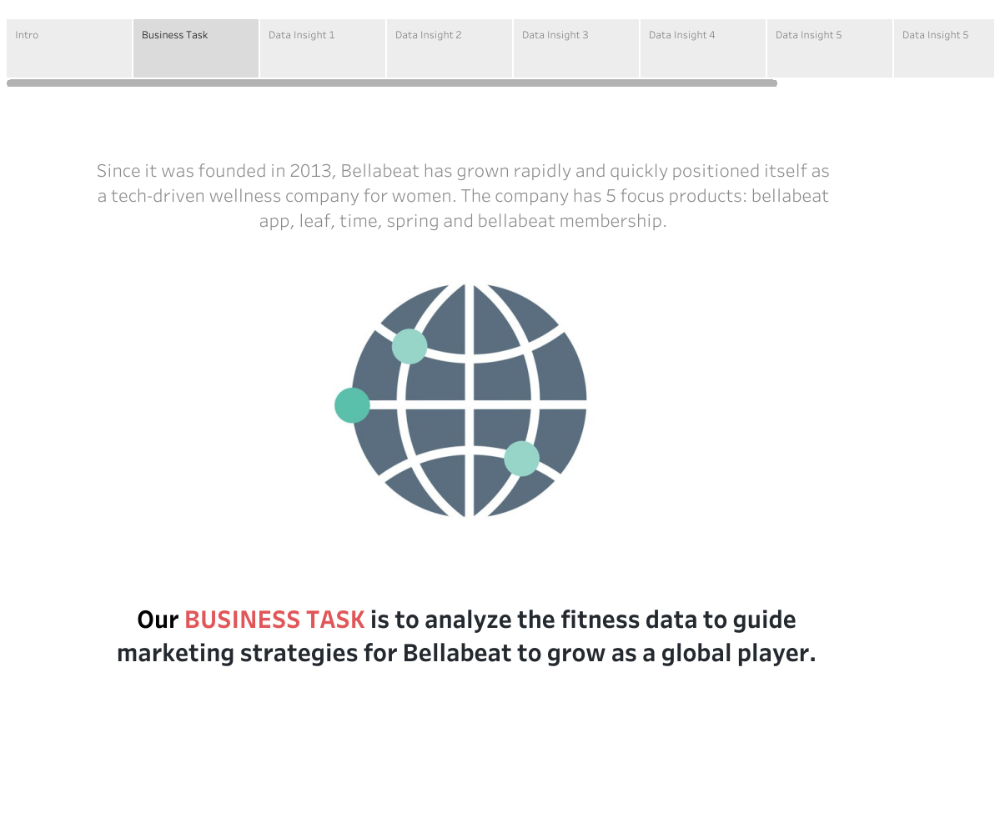 Intro
Business Task
Data Insight 1
Data Insight 2
Data Insight 3
Data Insight 4
Data Insight 5
Data Insight 5
Since it was founded in 2013, Bellabeat has grown rapidly and quickly positioned itself as
a tech-driven wellness company for women. The company has 5 focus products: bellabeat
app, leaf, time, spring and bellabeat membership.
Our BUSINESS TASK is to analyze the fitness data to guide
marketing strategies for Bellabeat to grow as a global player.